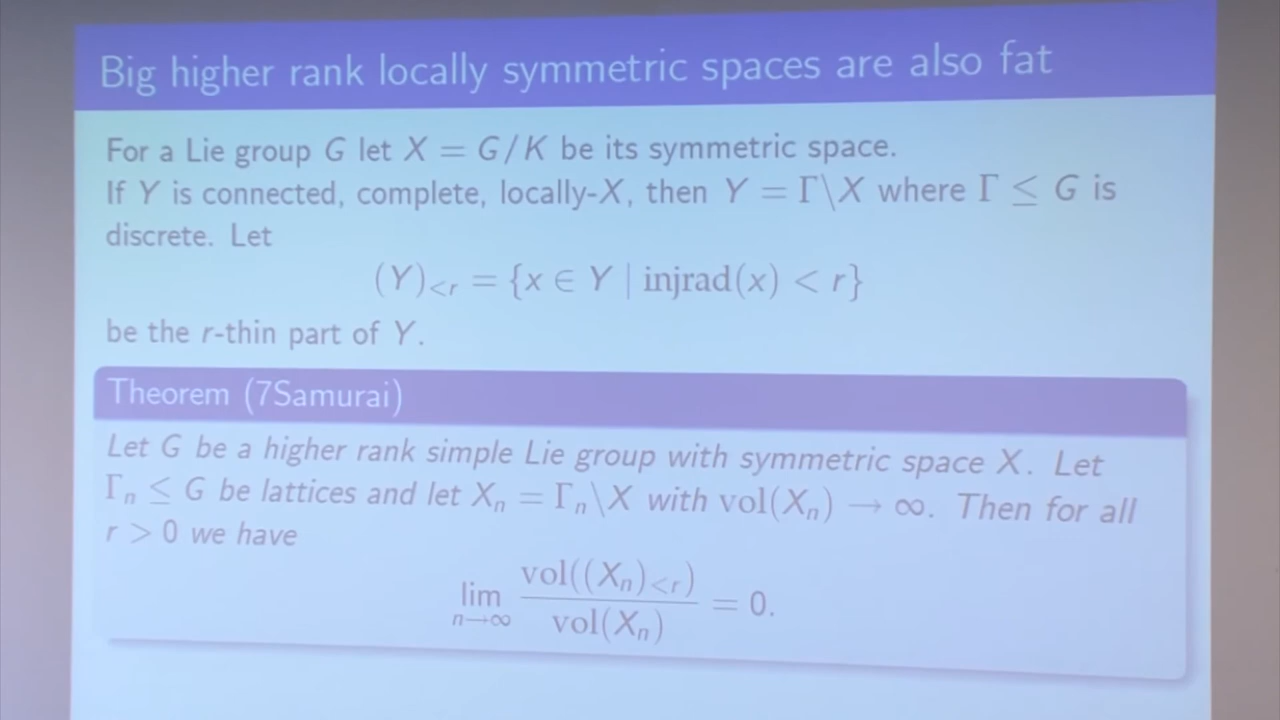 Big higher rank locally symmetric spaces are also fat
For a Lie group G let X = G/K be its symmetric space.
If Y is connected, complete, locally-X, then Y = Γ\X where Γ ≤ G is
discrete. Let
(Y)<r = {x ∈ Y | injrad(x) < r}
be the r-thin part of Y.
Theorem (7Samurai)
Let G be a higher rank simple Lie group with symmetric space X. Let
Γn ≤ G be lattices and let Xn = Γn\X with vol(Xn) → ∞. Then for all
r > 0 we have
lim n→∞ vol((Xn)<r) / vol(Xn) = 0.